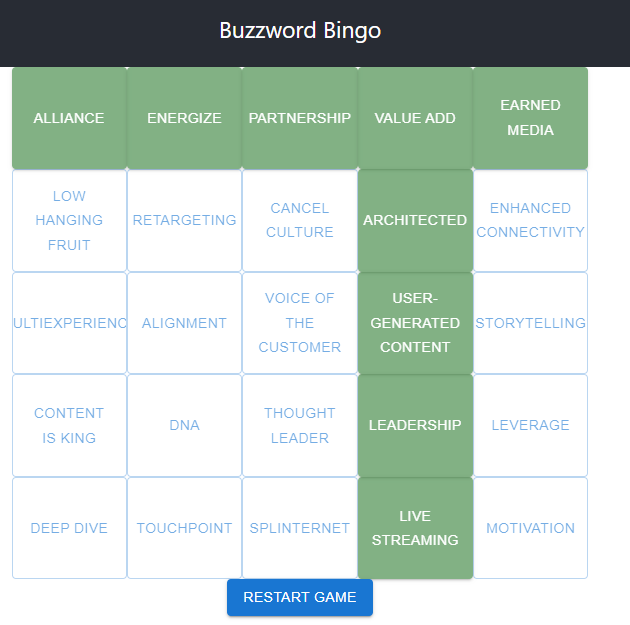 Buzzword Bingo
ALLIANCE
ENERGIZE
PARTNERSHIP
VALUE ADD
EARNED
MEDIA
LOW
HANGING
FRUIT
RETARGETING
CANCEL
CULTURE
ARCHITECTED
ENHANCED
CONNECTIVITY
ULTIEXPERIENC
ALIGNMENT
VOICE OF
THE
CUSTOMER
USER-
GENERATED
CONTENT
STORYTELLING
CONTENT
IS KING
DNA
THOUGHT
LEADER
LEADERSHIP
LEVERAGE
DEEP DIVE
TOUCHPOINT
SPLINTERNET
LIVE
STREAMING
MOTIVATION
RESTART GAME